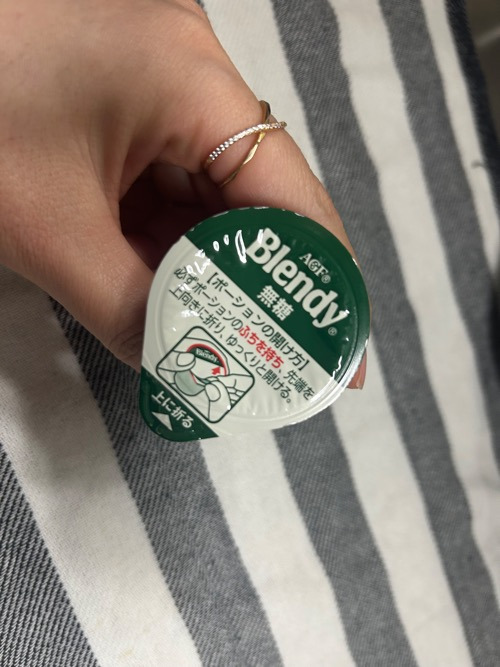 AGF®
Blendy®
無糖
【ポーションの開け方】
必ずポーションのふちを持ち、先端を
上向きに折り、ゆっくりと開ける。
Blendy
上に折る